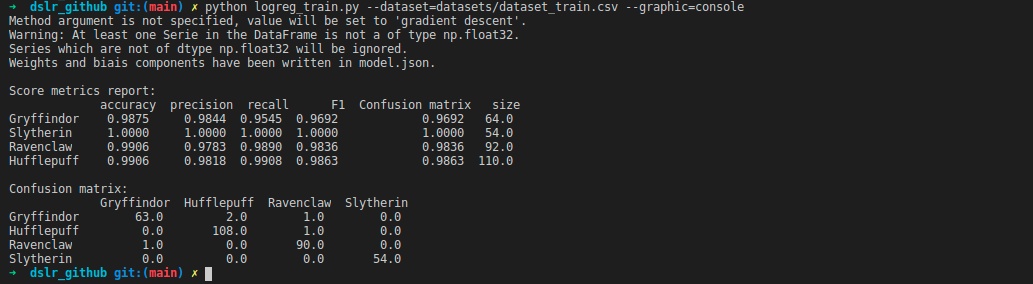 → dslr_github git:(main) ✗ python logreg_train.py --dataset=datasets/dataset_train.csv --graphic=console
Method argument is not specified, value will be set to 'gradient descent'.
Warning: At least one Serie in the DataFrame is not a of type np.float32.
Series which are not of dtype np.float32 will be ignored.
Weights and biais components have been written in model.json.
Score metrics report:
accuracy precision recall F1 Confusion matrix size
Gryffindor 0.9875 0.9844 0.9545 0.9692 0.9692 64.0
Slytherin 1.0000 1.0000 1.0000 1.0000 1.0000 54.0
Ravenclaw 0.9906 0.9783 0.9890 0.9836 0.9836 92.0
Hufflepuff 0.9906 0.9818 0.9908 0.9863 0.9863 110.0
Confusion matrix:
Gryffindor Hufflepuff Ravenclaw Slytherin
Gryffindor 63.0 2.0 1.0 0.0
Hufflepuff 0.0 108.0 1.0 0.0
Ravenclaw 1.0 0.0 90.0 0.0
Slytherin 0.0 0.0 0.0 54.0
→ dslr_github git:(main) ✗